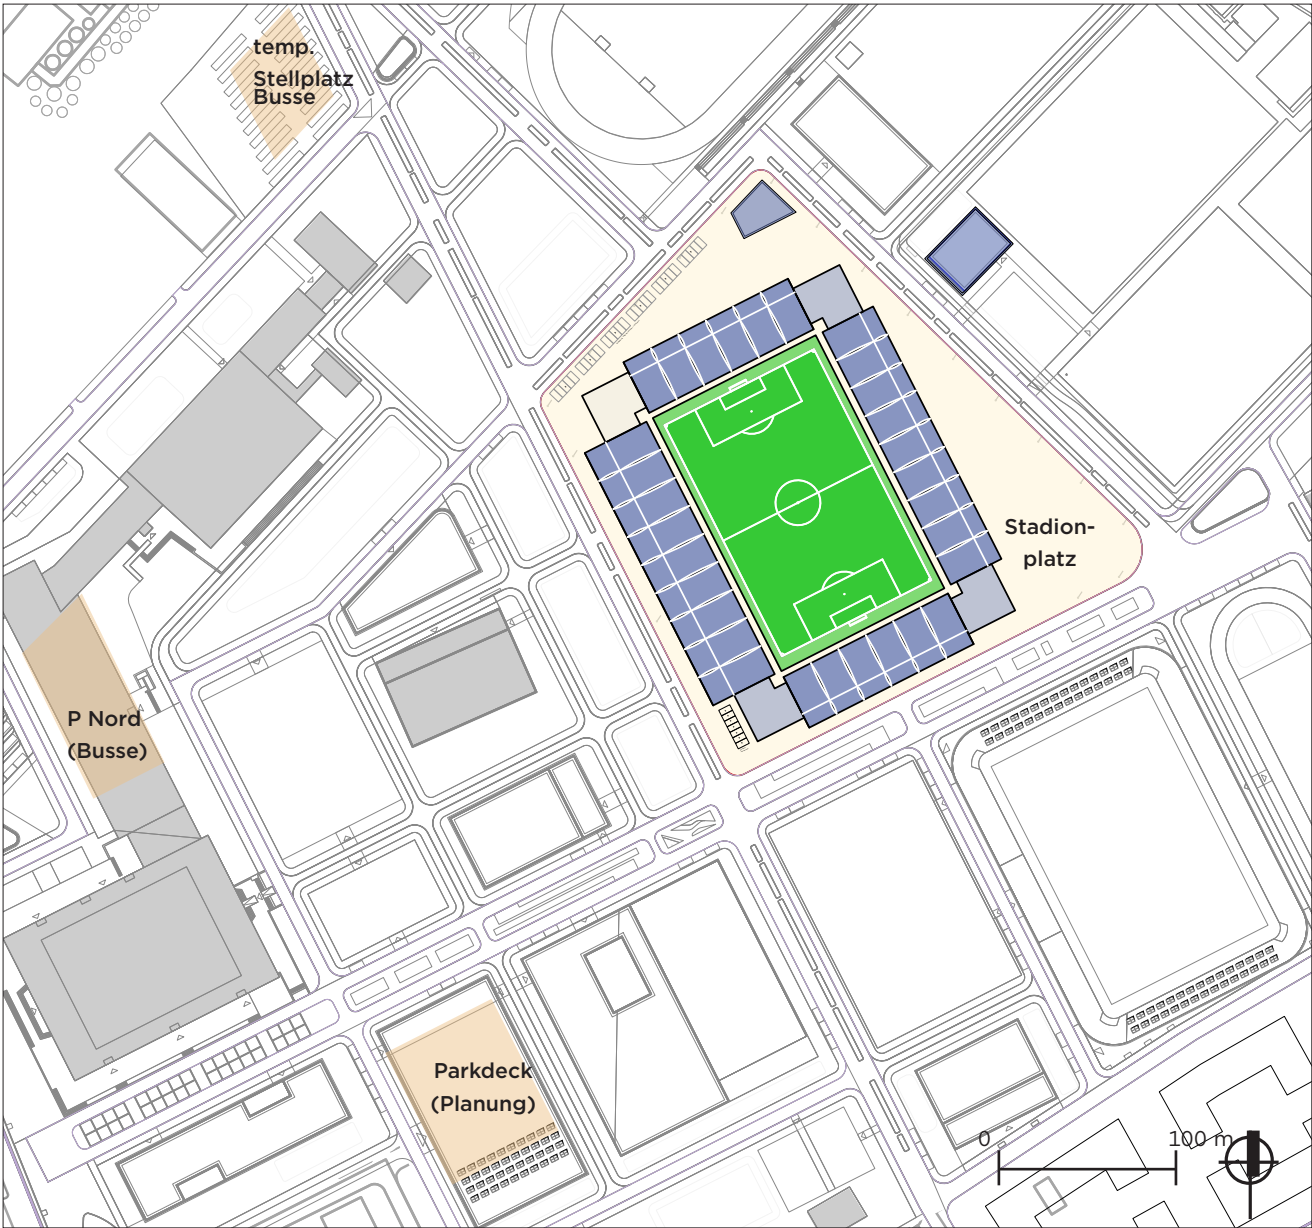 temp.
Stellplatz
Busse
Stadion-
platz
P Nord
(Busse)
Parkdeck
(Planung)
0
100 m